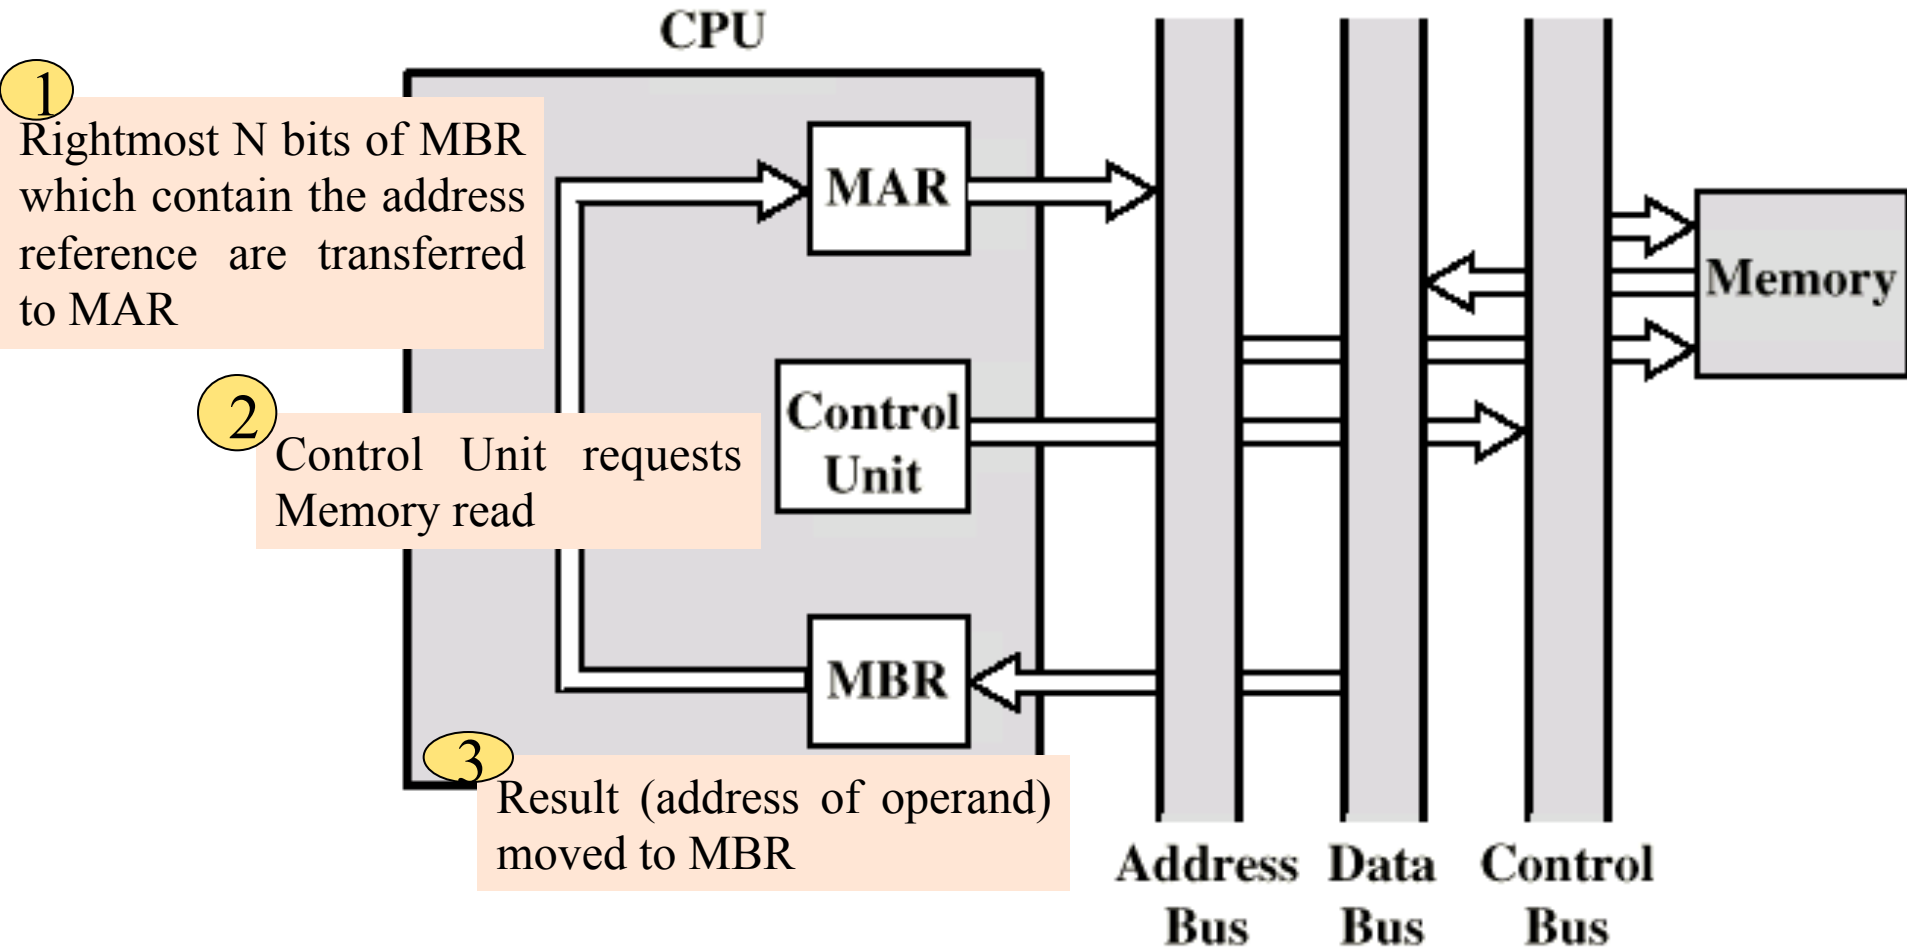 CPU
1
Rightmost N bits of MBR
which contain the address
reference are transferred
to MAR
MAR
Memory
2
Control Unit requests
Memory read
Control
Unit
MBR
3
Result (address of operand)
moved to MBR
Address
Bus
Data
Bus
Control
Bus